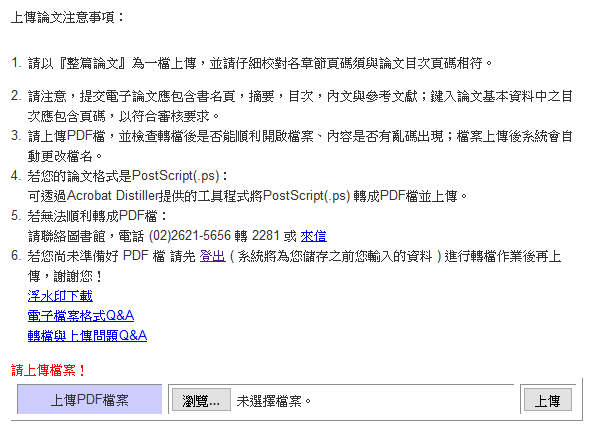 上傳論文注意事項：
1. 請以『整篇論文』為一檔上傳，並請仔細校對各章節頁碼須與論文目次頁碼相符。
2. 請注意，提交電子論文應包含書名頁，摘要，目次，內文與參考文獻；鍵入論文基本資料中之目
次應包含頁碼，以符合審核要求。
3. 請上傳PDF檔，並檢查轉檔後是否能順利開啟檔案、內容是否有亂碼出現；檔案上傳後系統會自
動更改檔名。
4. 若您的論文格式是PostScript(.ps)：
可透過Acrobat Distiller提供的工具程式將PostScript(.ps) 轉成PDF檔並上傳。
5. 若無法順利轉成PDF檔：
請聯絡圖書館，電話 (02)2621-5656 轉 2281 或 來信
6. 若您尚未準備好 PDF 檔 請先 登出 ( 系統將為您儲存之前您輸入的資料 ) 進行轉檔作業後再上
傳，謝謝您！
浮水印下載
電子檔案格式Q&A
轉檔與上傳問題Q&A
請上傳檔案！
上傳PDF檔案 瀏覽... 未選擇檔案。 上傳